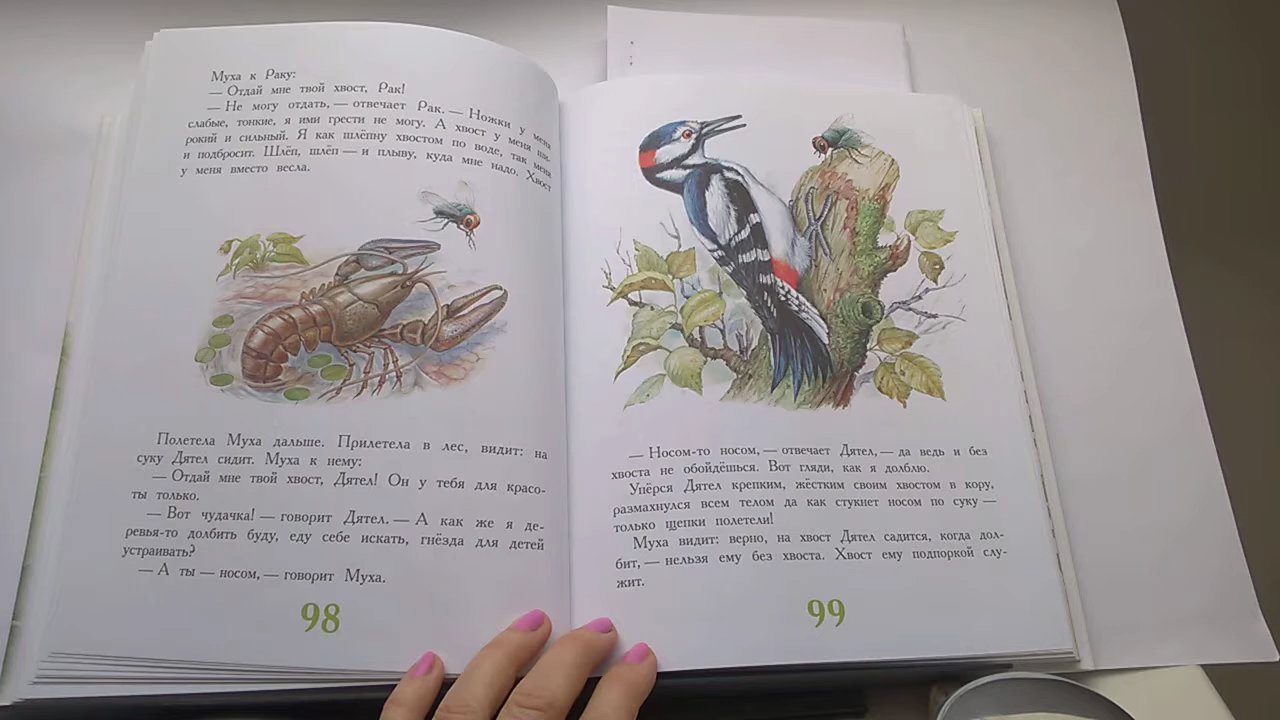 Муха к Раку:
— Отдай мне твой хвост, Рак!
— Не могу отдать, — отвечает Рак. — Ножки у меня
слабые, тонкие, я ими грести не могу. А хвост у меня ши-
рокий и сильный. Я как шлёпну хвостом по воде, так меня
и подбросит. Шлёп, шлёп — и плыву, куда мне надо. Хвост
у меня вместо весла.
Полетела Муха дальше. Прилетела в лес, видит: на
суку Дятел сидит. Муха к нему:
— Отдай мне твой хвост, Дятел! Он у тебя для красо-
ты только.
— Вот чудачка! — говорит Дятел. — А как же я де-
ревья-то долбить буду, еду себе искать, гнёзда для детей
устраивать?
— А ты — носом, — говорит Муха.
98
— Носом-то носом, — отвечает Дятел, — да ведь и без
хвоста не обойдёшься. Вот гляди, как я долблю.
Упёрся Дятел крепким, жёстким своим хвостом в кору,
размахнулся всем телом да как стукнет носом по суку —
только щепки полетели!
Муха видит: верно, на хвост Дятел садится, когда дол-
бит, — нельзя ему без хвоста. Хвост ему подпоркой слу-
жит.
99